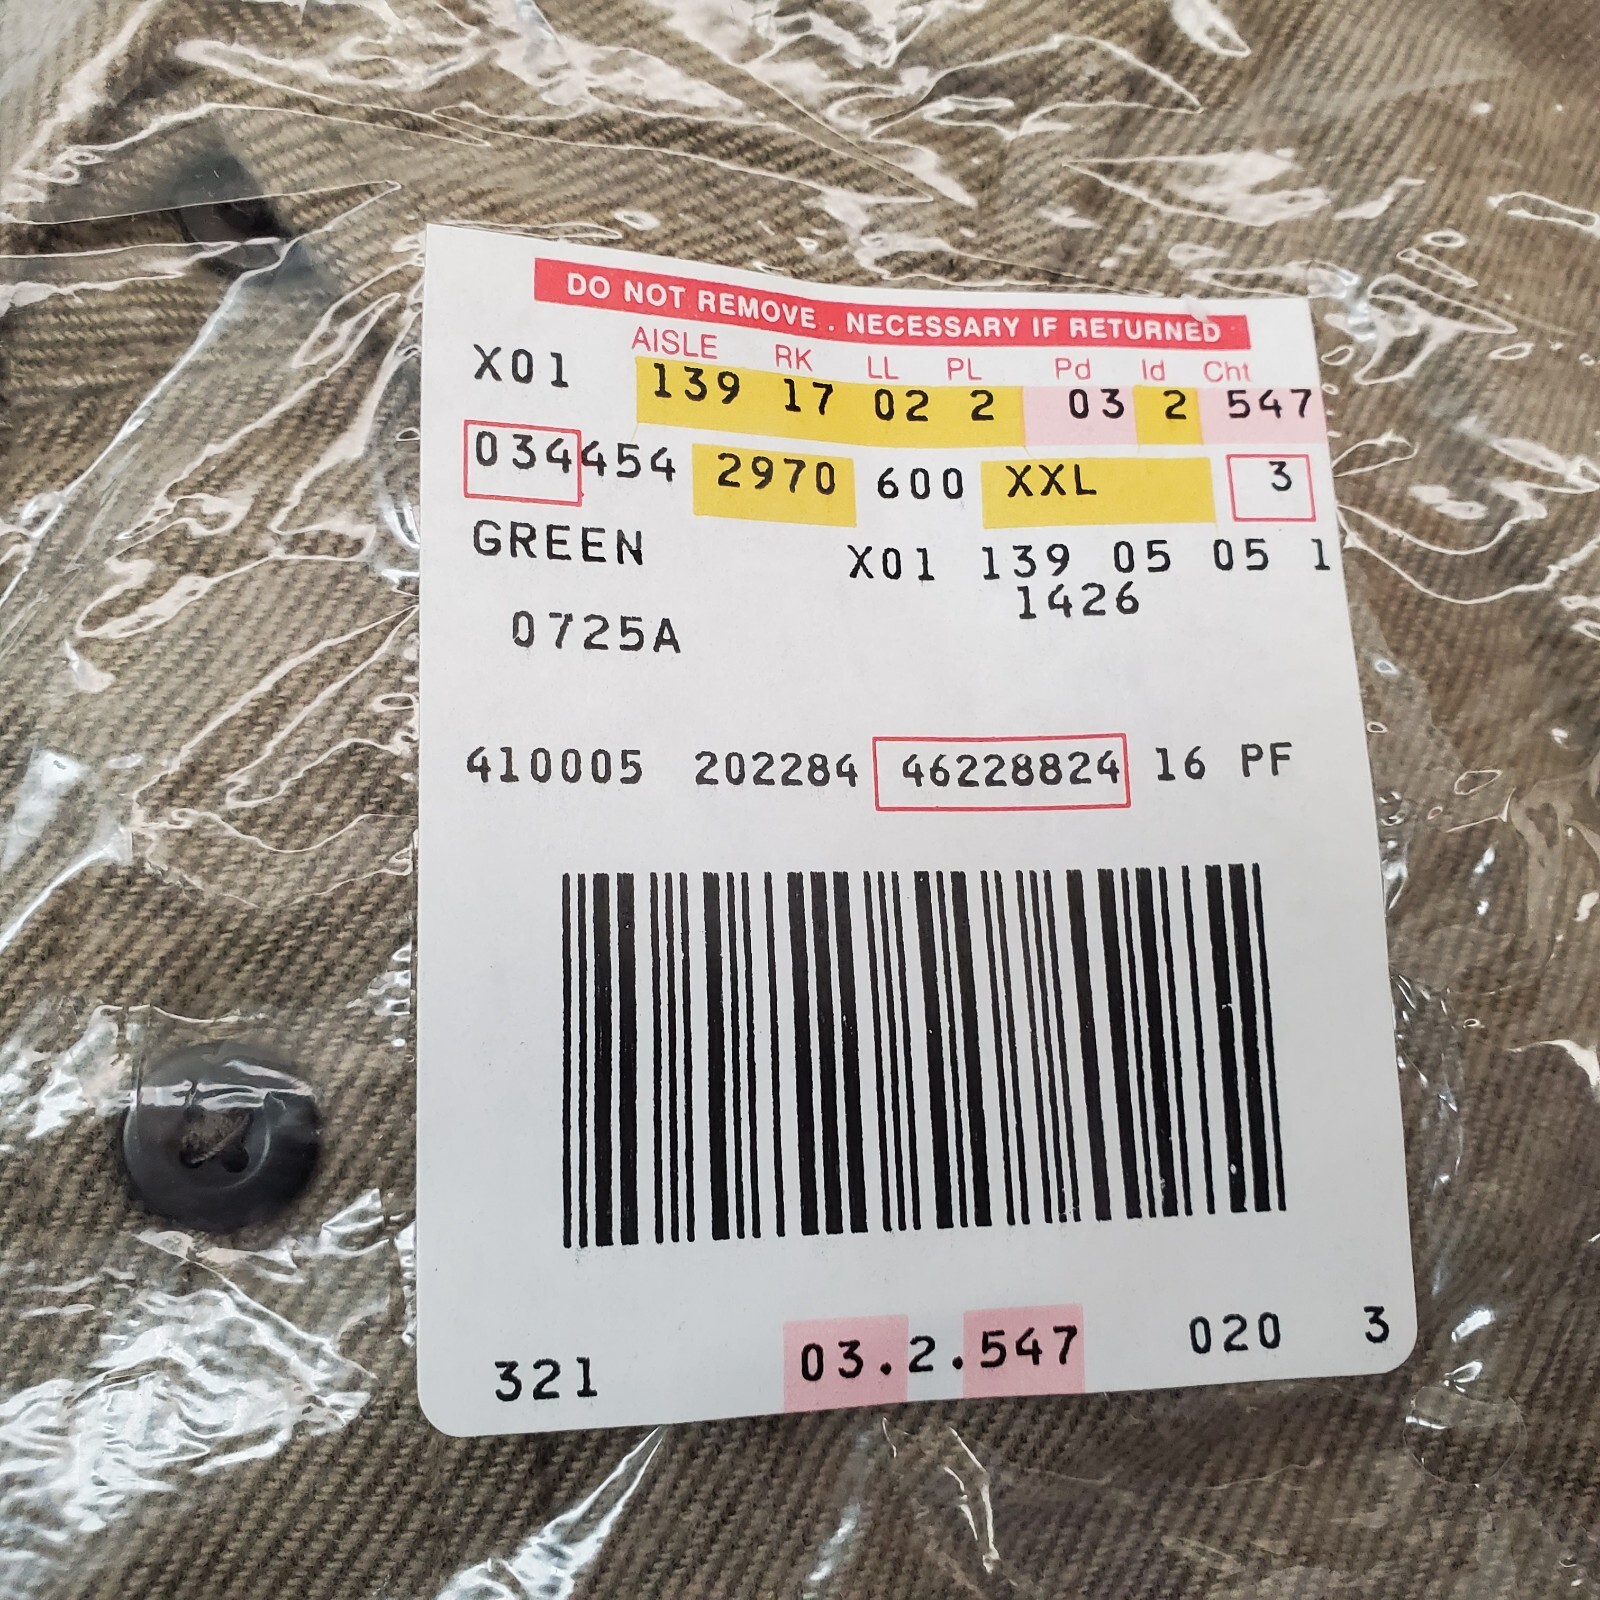 DO NOT REMOVE . NECESSARY IF RETURNED
AISLE RK LL PL Pd Id Cht
X01 139 17 02 2 03 2 547
034454 2970 600 XXL 3
GREEN X01 139 05 05 1
1426
0725A
410005 202284 46228824 16 PF
321 03.2.547 020 3